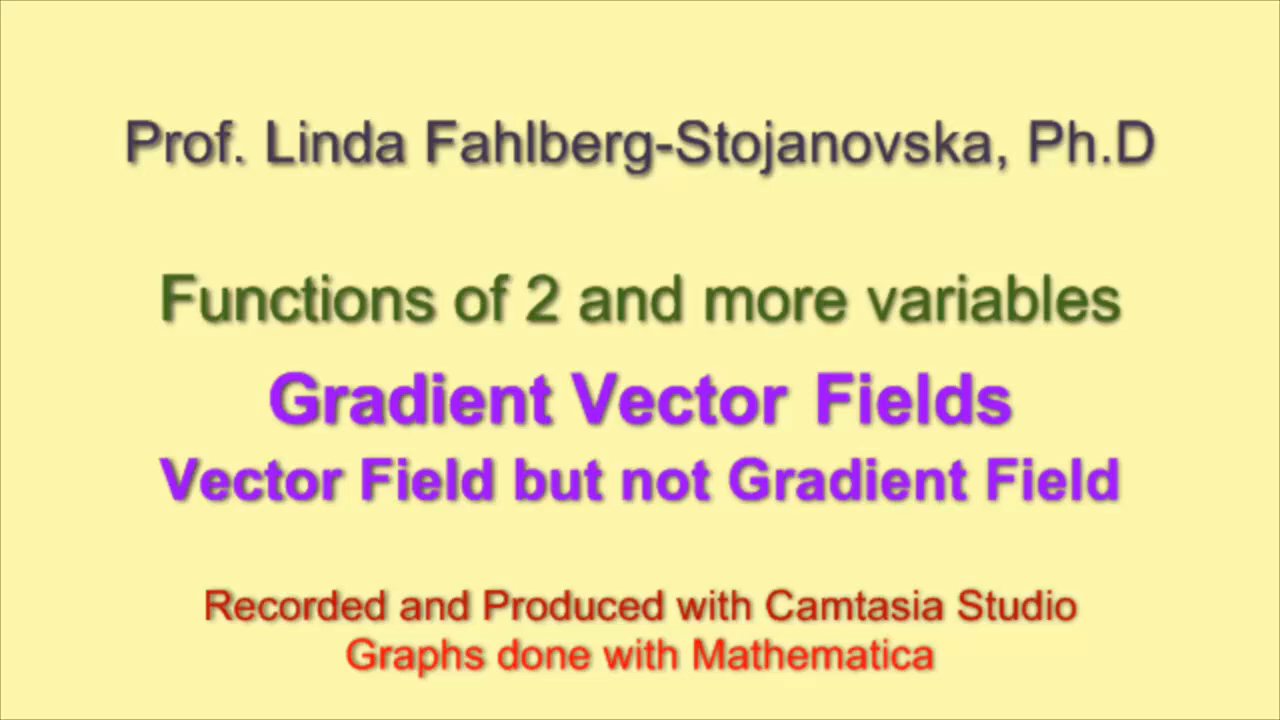 Prof. Linda Fahlberg-Stojanovska, Ph.D
Functions of 2 and more variables
Gradient Vector Fields
Vector Field but not Gradient Field
Recorded and Produced with Camtasia Studio
Graphs done with Mathematica